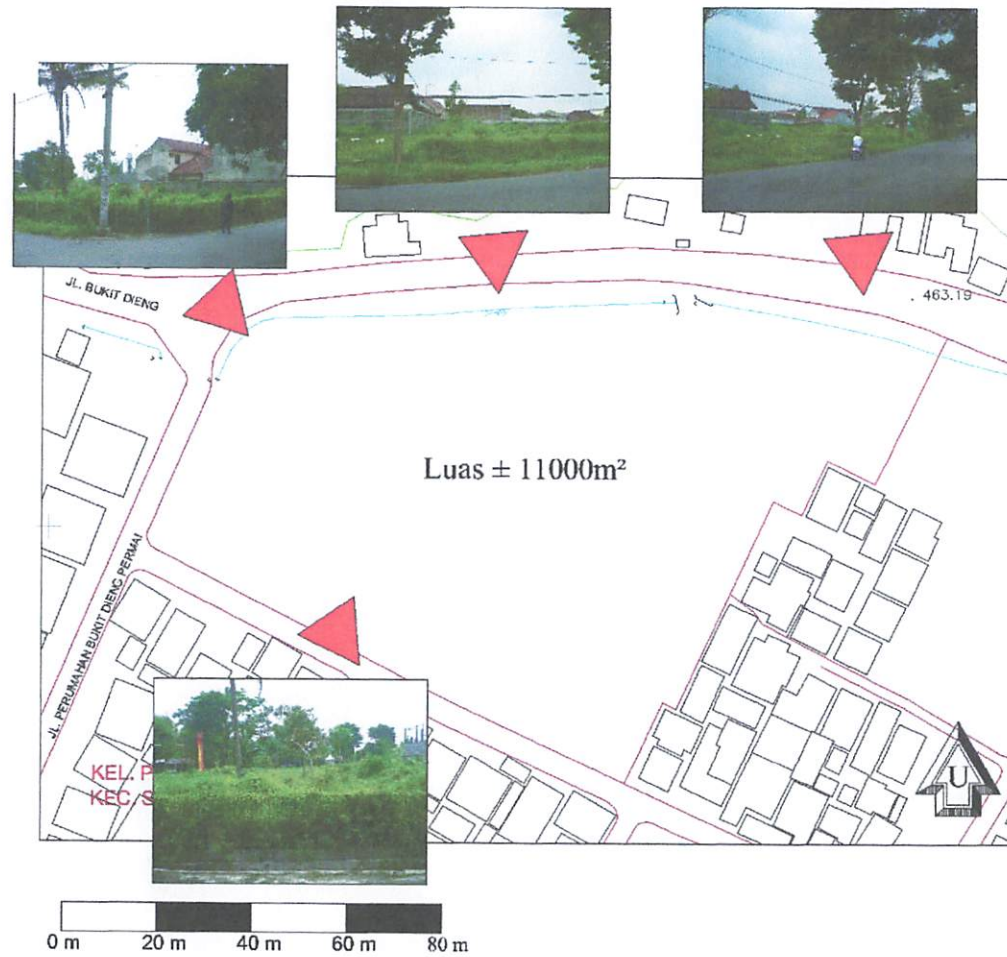 JL. BUKIT DIENG
. 463.19
Luas ± 11000m²
JL. PERUMAHAN BUKIT DIENG PERMAI
KEL. P
KEC. S
U
0 m 20 m 40 m 60 m 80 m